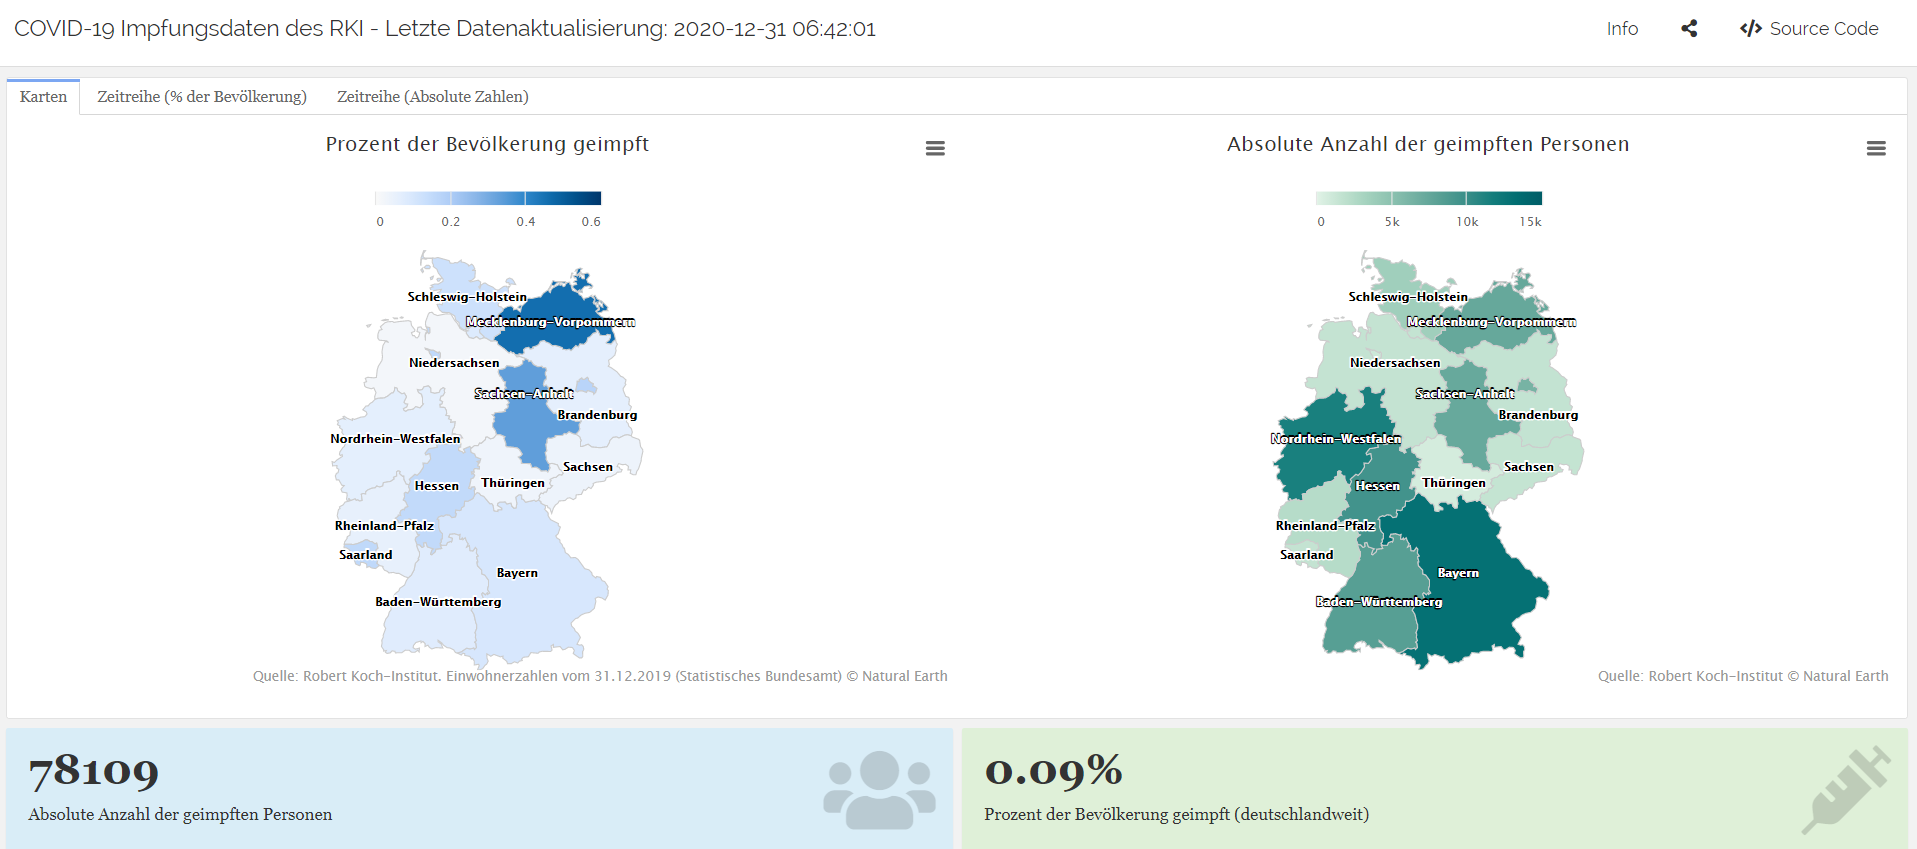 COVID-19 Impfungsdaten des RKI - Letzte Datenaktualisierung: 2020-12-31 06:42:01
Info
Source Code
Karten
Zeitreihe (% der Bevölkerung)
Zeitreihe (Absolute Zahlen)
Prozent der Bevölkerung geimpft
0
0.2
0.4
0.6
Schleswig-Holstein
Mecklenburg-Vorpommern
Niedersachsen
Sachsen-Anhalt
Brandenburg
Nordrhein-Westfalen
Sachsen
Thüringen
Hessen
Rheinland-Pfalz
Saarland
Bayern
Baden-Württemberg
Quelle: Robert Koch-Institut. Einwohnerzahlen vom 31.12.2019 (Statistisches Bundesamt) © Natural Earth
Absolute Anzahl der geimpften Personen
0
5k
10k
15k
Schleswig-Holstein
Mecklenburg-Vorpommern
Niedersachsen
Sachsen-Anhalt
Brandenburg
Nordrhein-Westfalen
Sachsen
Thüringen
Hessen
Rheinland-Pfalz
Saarland
Bayern
Baden-Württemberg
Quelle: Robert Koch-Institut © Natural Earth
78109
Absolute Anzahl der geimpften Personen
0.09%
Prozent der Bevölkerung geimpft (deutschlandweit)